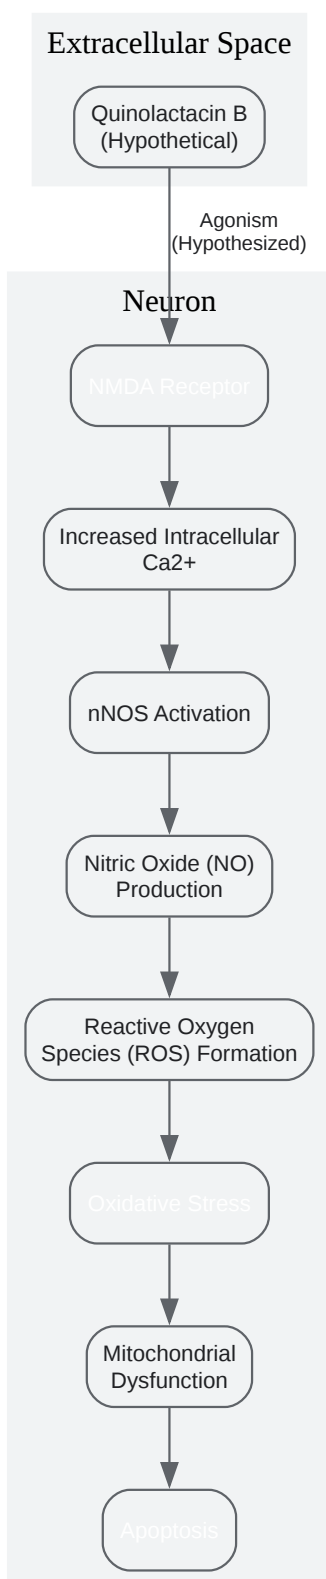 Extracellular Space
Quinolactacin B
(Hypothetical)
Agonism
(Hypothesized)
Neuron
NMDA Receptor
Increased Intracellular
Ca2+
nNOS Activation
Nitric Oxide (NO)
Production
Reactive Oxygen
Species (ROS) Formation
Oxidative Stress
Mitochondrial
Dysfunction
Apoptosis